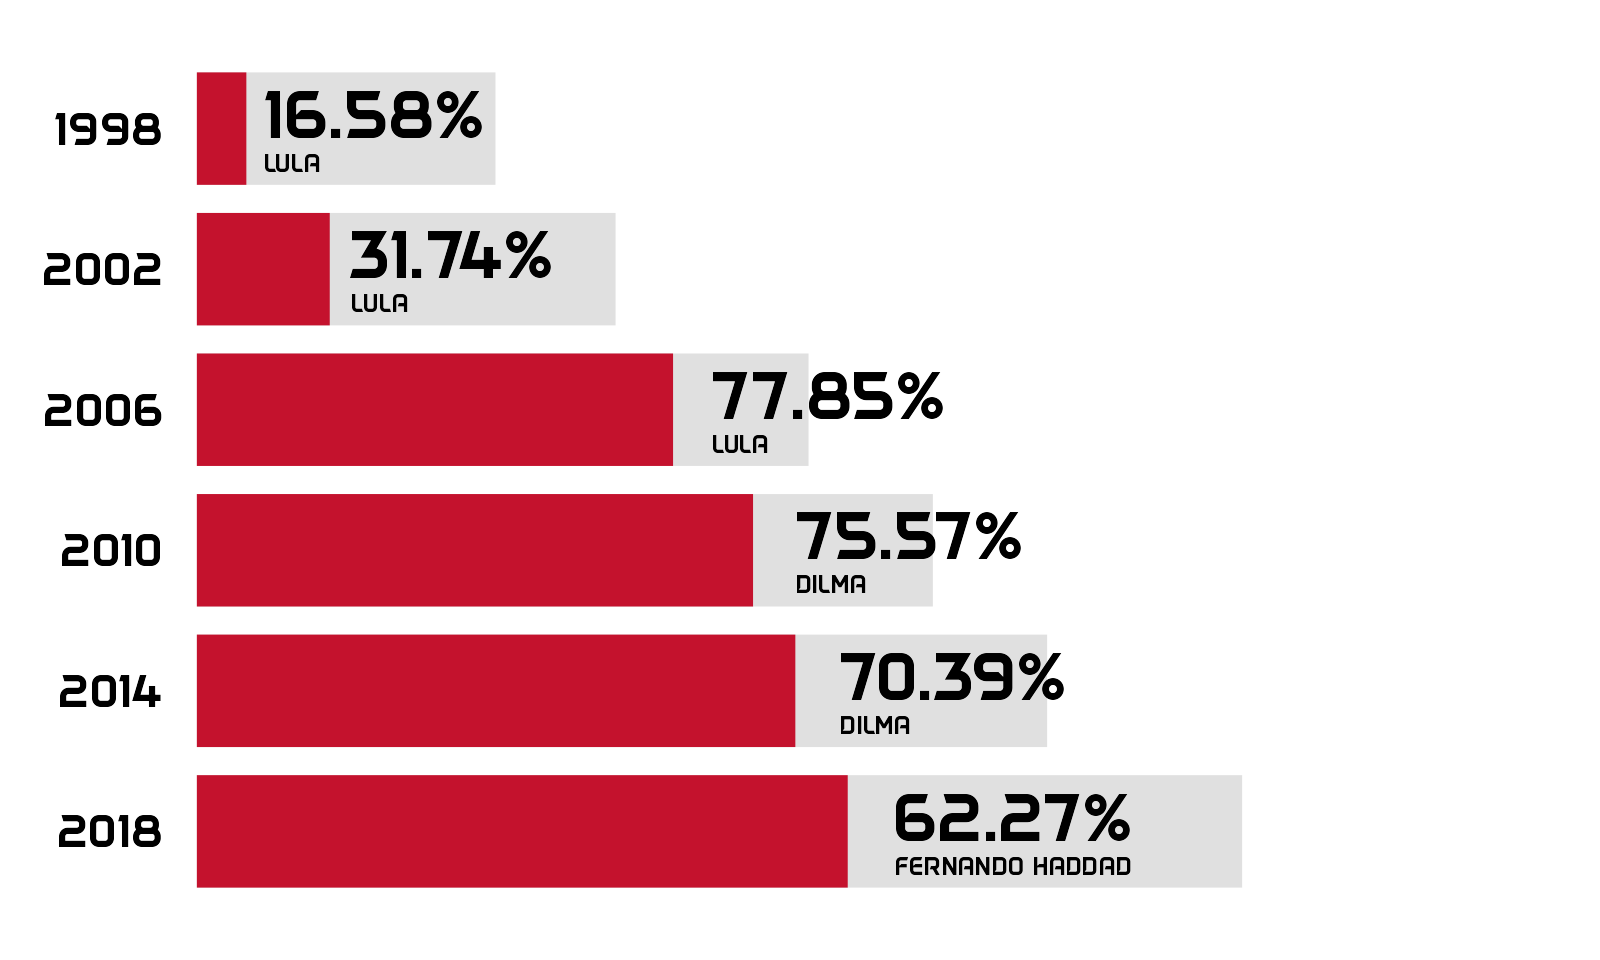 1998
16.58%
LULA
2002
31.74%
LULA
2006
77.85%
LULA
2010
75.57%
DILMA
2014
70.39%
DILMA
2018
62.27%
FERNANDO HADDAD